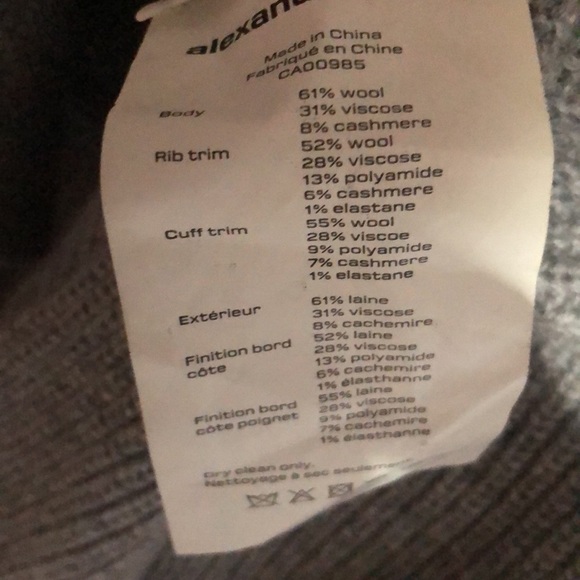 Made in China
Fabriqué en Chine
CA00985
Body 61% wool
31% viscose
8% cashmere
Rib trim 52% wool
28% viscose
13% polyamide
6% cashmere
1% elastane
Cuff trim 55% wool
28% viscoe
9% polyamide
7% cashmere
1% elastane
Extérieur 61% laine
31% viscose
8% cachemire
Finition bord côte 52% laine
28% viscose
13% polyamide
6% cachemire
1% élasthanne
Finition bord côte poignet 55% laine
28% viscose
9% polyamide
7% cachemire
1% élasthanne
Dry clean only.
Nettoyage à sec